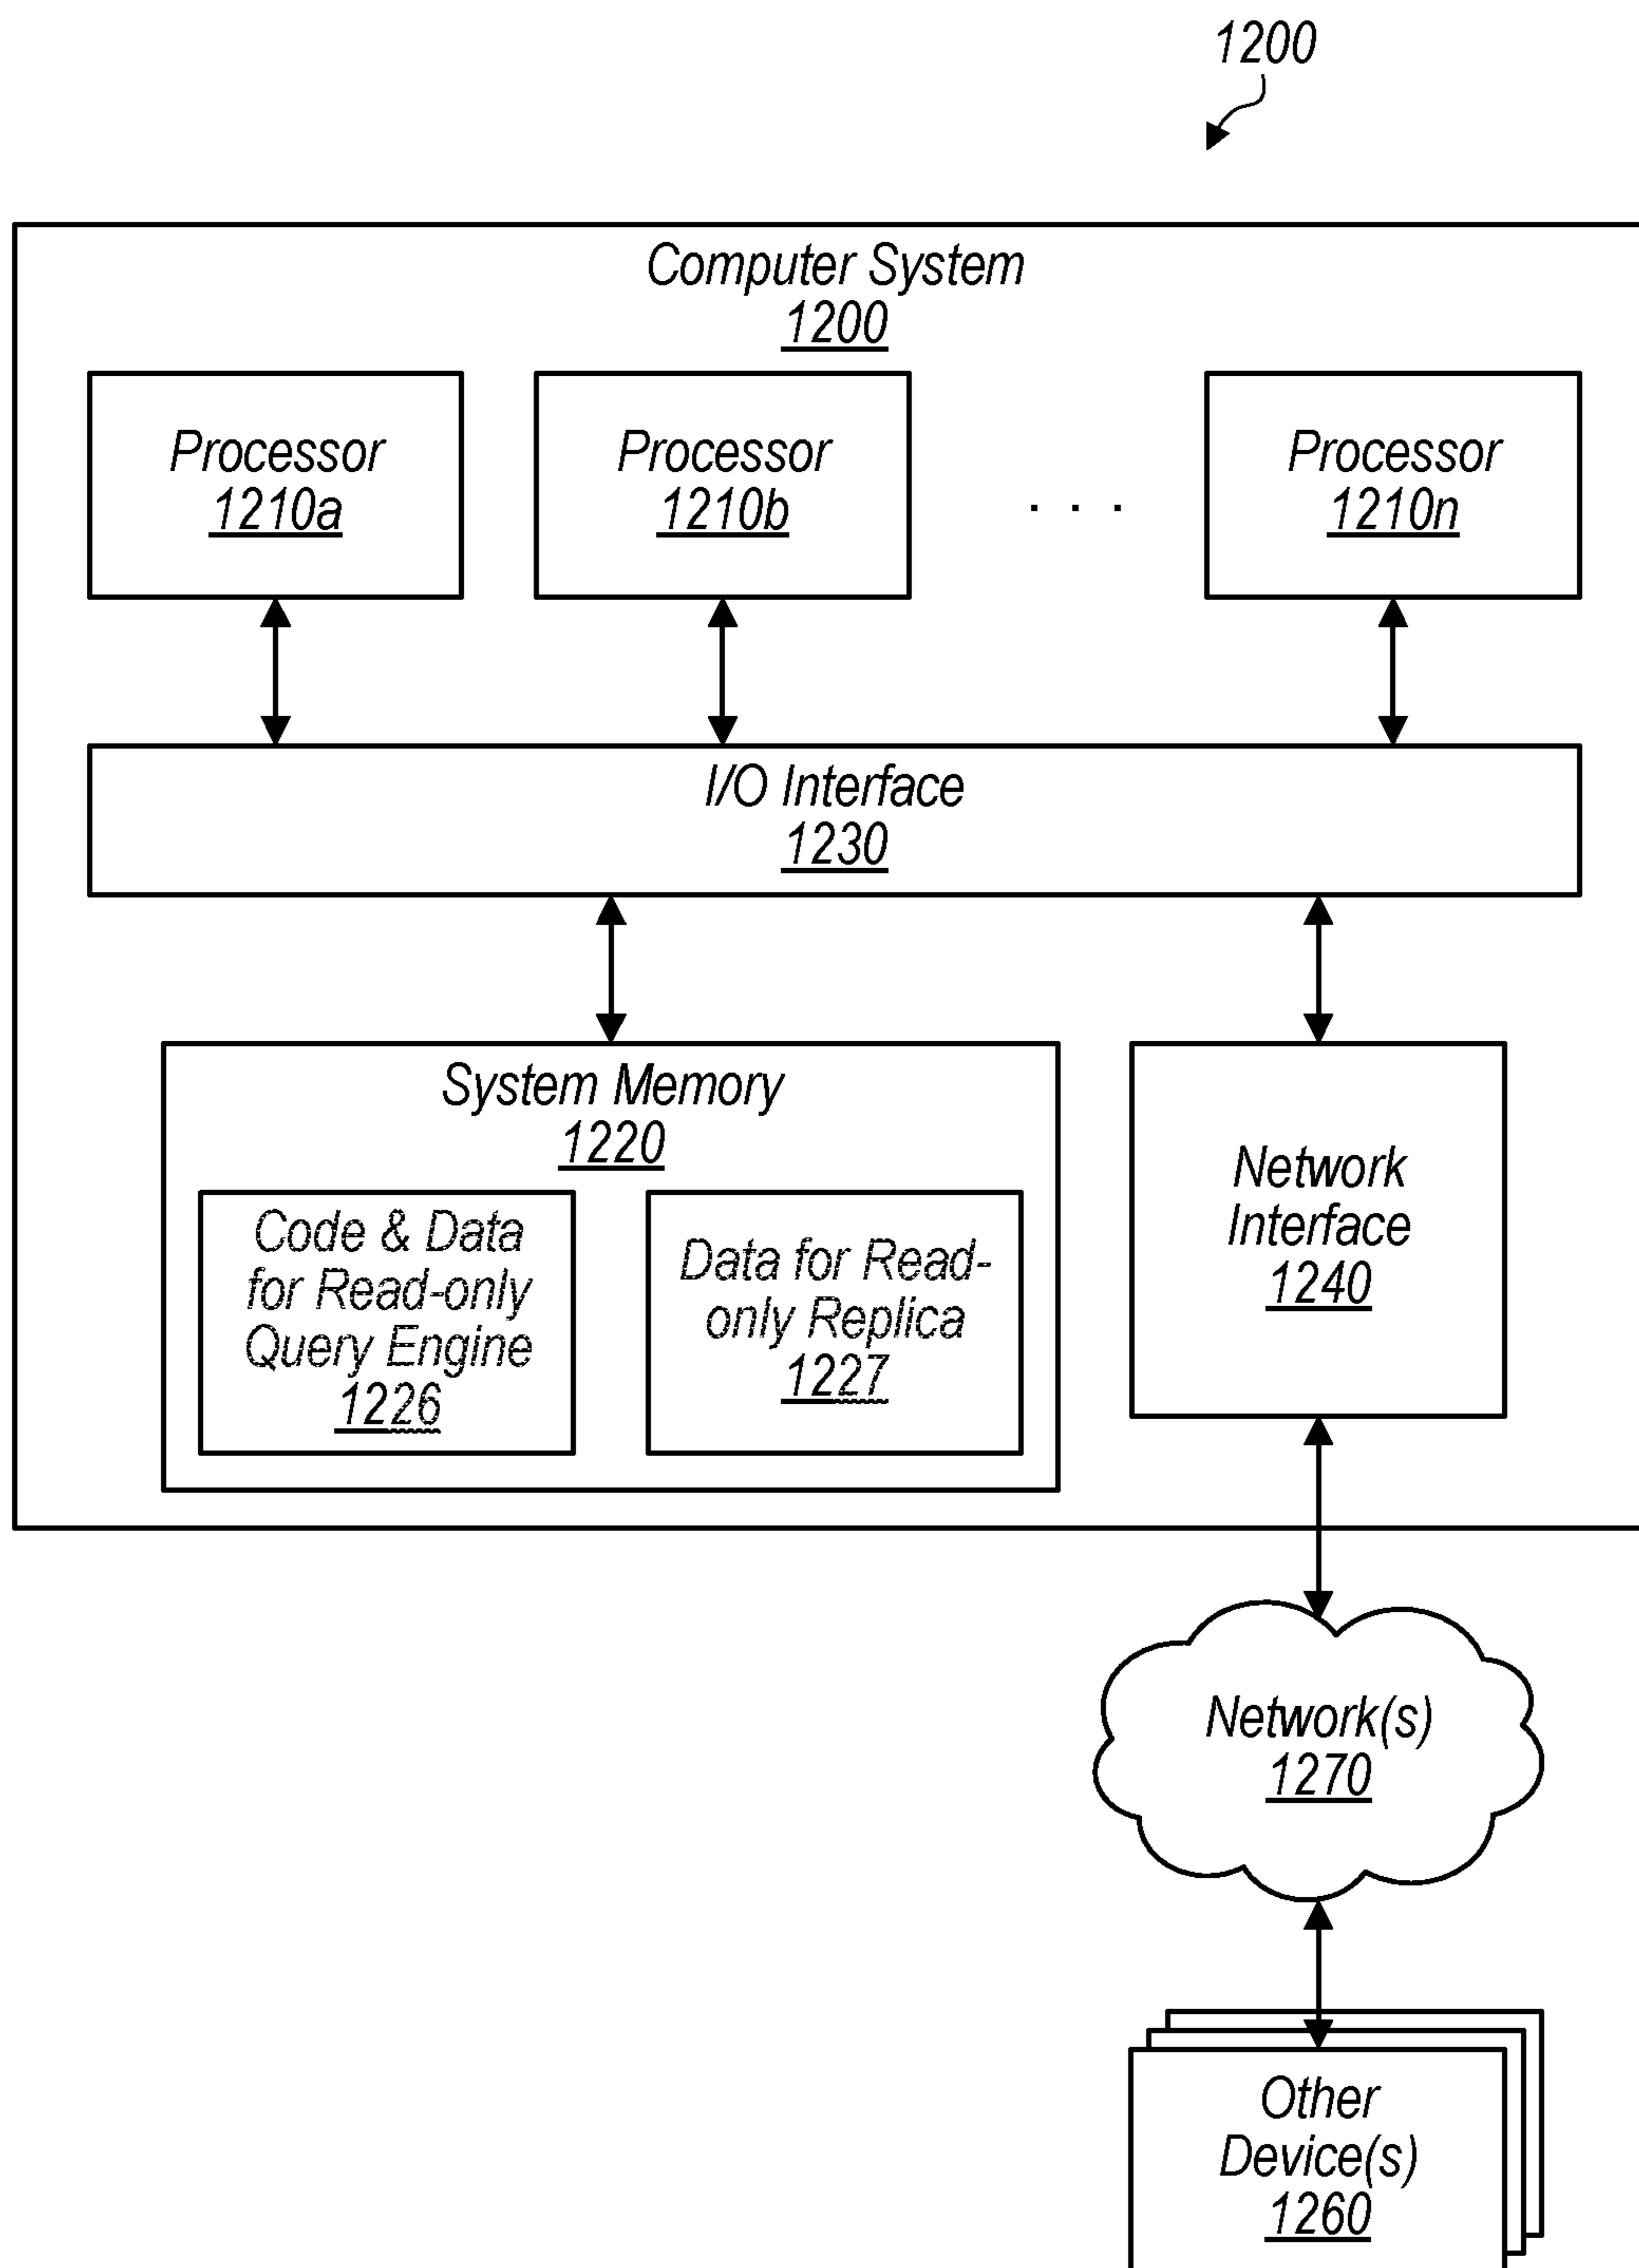 1200
Computer System
1200
Processor
1210a
Processor
1210b
. . .
Processor
1210n
I/O Interface
1230
System Memory
1220
Code & Data
for Read-only
Query Engine
1226
Data for Read-
only Replica
1227
Network
Interface
1240
Network(s)
1270
Other
Device(s)
1260